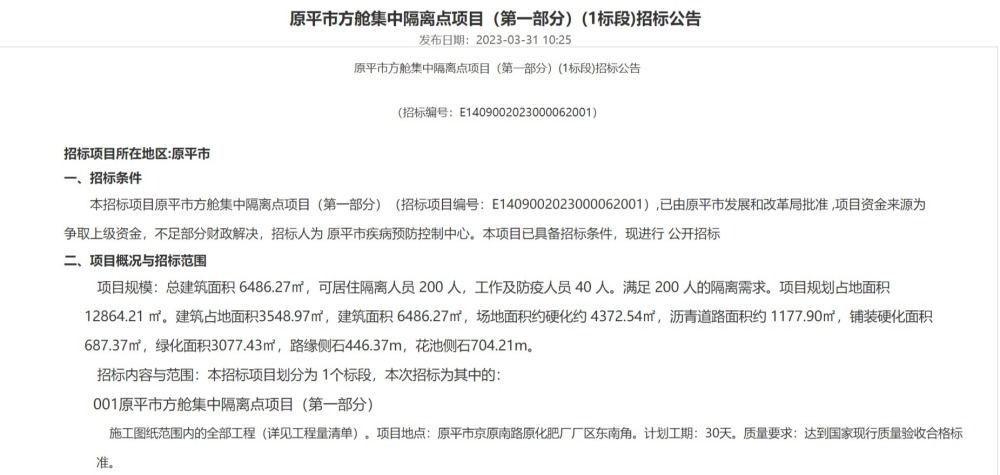 原平市方舱集中隔离点项目（第一部分）(1标段)招标公告
发布日期：2023-03-31 10:25
原平市方舱集中隔离点项目（第一部分）(1标段)招标公告
（招标编号：E1409002023000062001）
招标项目所在地区:原平市
一、招标条件
本招标项目原平市方舱集中隔离点项目（第一部分）（招标项目编号：E1409002023000062001）,已由原平市发展和改革局批准 ,项目资金来源为
争取上级资金，不足部分财政解决，招标人为 原平市疾病预防控制中心。本项目已具备招标条件，现进行 公开招标
二、项目概况与招标范围
项目规模：总建筑面积 6486.27㎡，可居住隔离人员 200 人，工作及防疫人员 40 人。满足 200 人的隔离需求。项目规划占地面积
12864.21 ㎡。建筑占地面积3548.97㎡，建筑面积 6486.27㎡，场地面积约硬化约 4372.54㎡，沥青道路面积约 1177.90㎡，铺装硬化面积
687.37㎡，绿化面积3077.43㎡，路缘侧石446.37m，花池侧石704.21m。
招标内容与范围：本招标项目划分为 1个标段，本次招标为其中的：
001原平市方舱集中隔离点项目（第一部分）
施工图纸范围内的全部工程（详见工程量清单）。项目地点：原平市京原南路原化肥厂厂区东南角。计划工期：30天。质量要求：达到国家现行质量验收合格标
准。